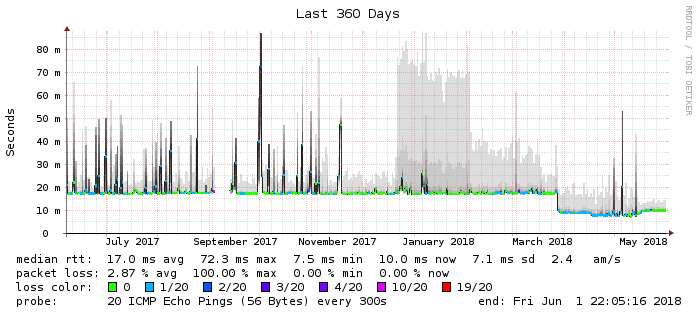 Last 360 Days
RRDTOOL / TOBI OETIKER
Seconds
80 m
70 m
60 m
50 m
40 m
30 m
20 m
10 m
0
July 2017 September 2017 November 2017 January 2018 March 2018 May 2018
median rtt: 17.0 ms avg 72.3 ms max 7.5 ms min 10.0 ms now 7.1 ms sd 2.4 am/s
packet loss: 2.87 % avg 100.00 % max 0.00 % min 0.00 % now
loss color: 0 1/20 2/20 3/20 4/20 10/20 19/20
probe: 20 ICMP Echo Pings (56 Bytes) every 300s end: Fri Jun 1 22:05:16 2018